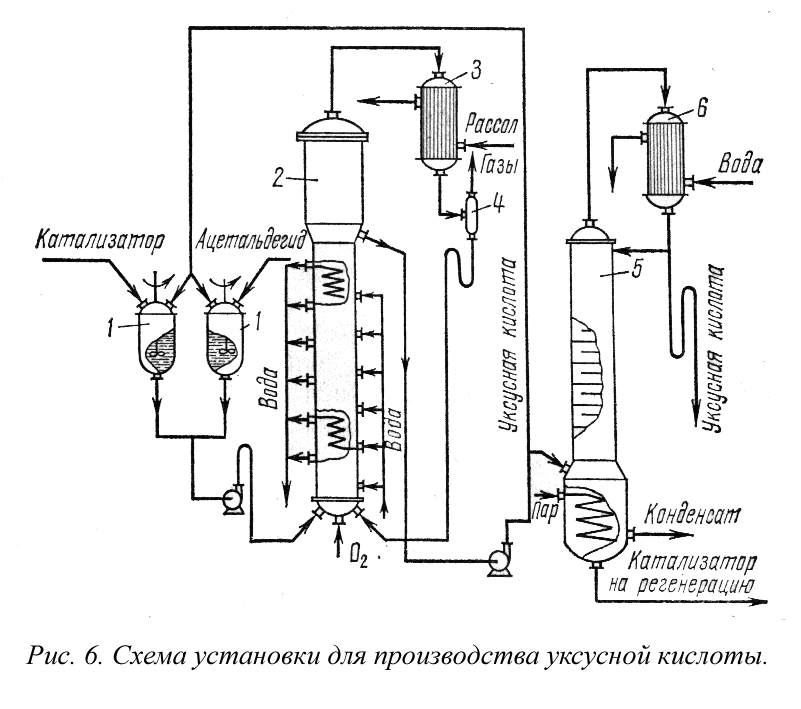 3
6
Рассол
Газы
Вода
2
4
Катализатор
Ацетальдегид
5
1
1
Вода
Вода
Уксусная кислота
Уксусная кислота
Пар
Конденсат
O₂
Катализатор
на регенерацию
Рис. 6. Схема установки для производства уксусной кислоты.